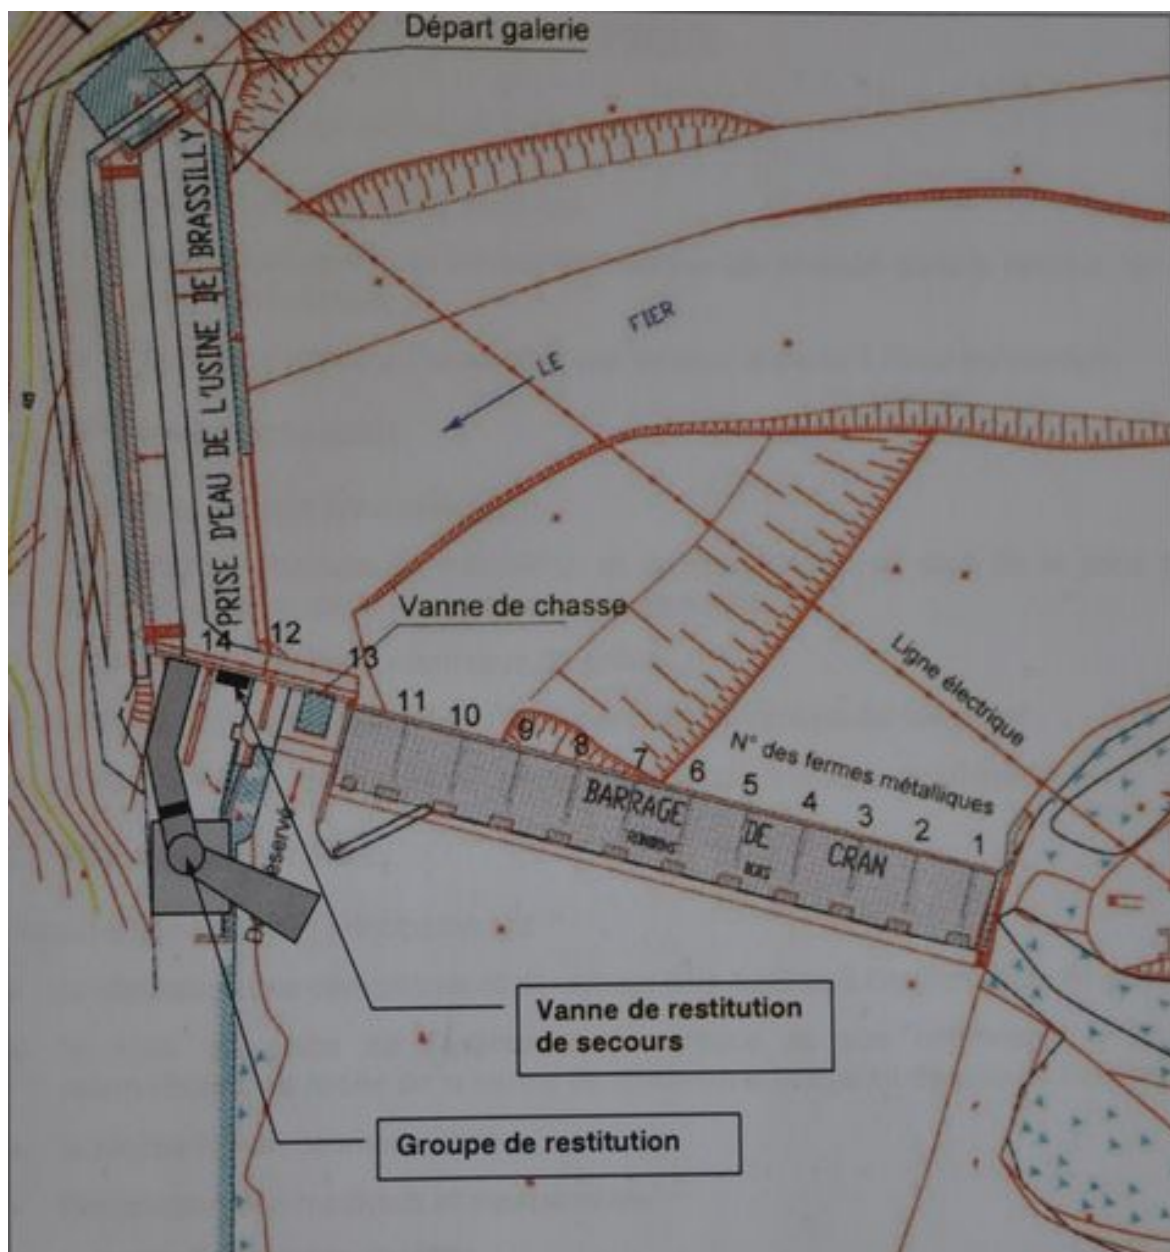 Départ galerie
PRISE D'EAU DE L'USINE DE BRASSILLY
LE FIER
Vanne de chasse
Ligne électrique
N° des fermes métalliques
14
12
13
11
10
9
8
7
6
5
4
3
2
1
BARRAGE DE CRAN
Vanne de restitution
de secours
Groupe de restitution